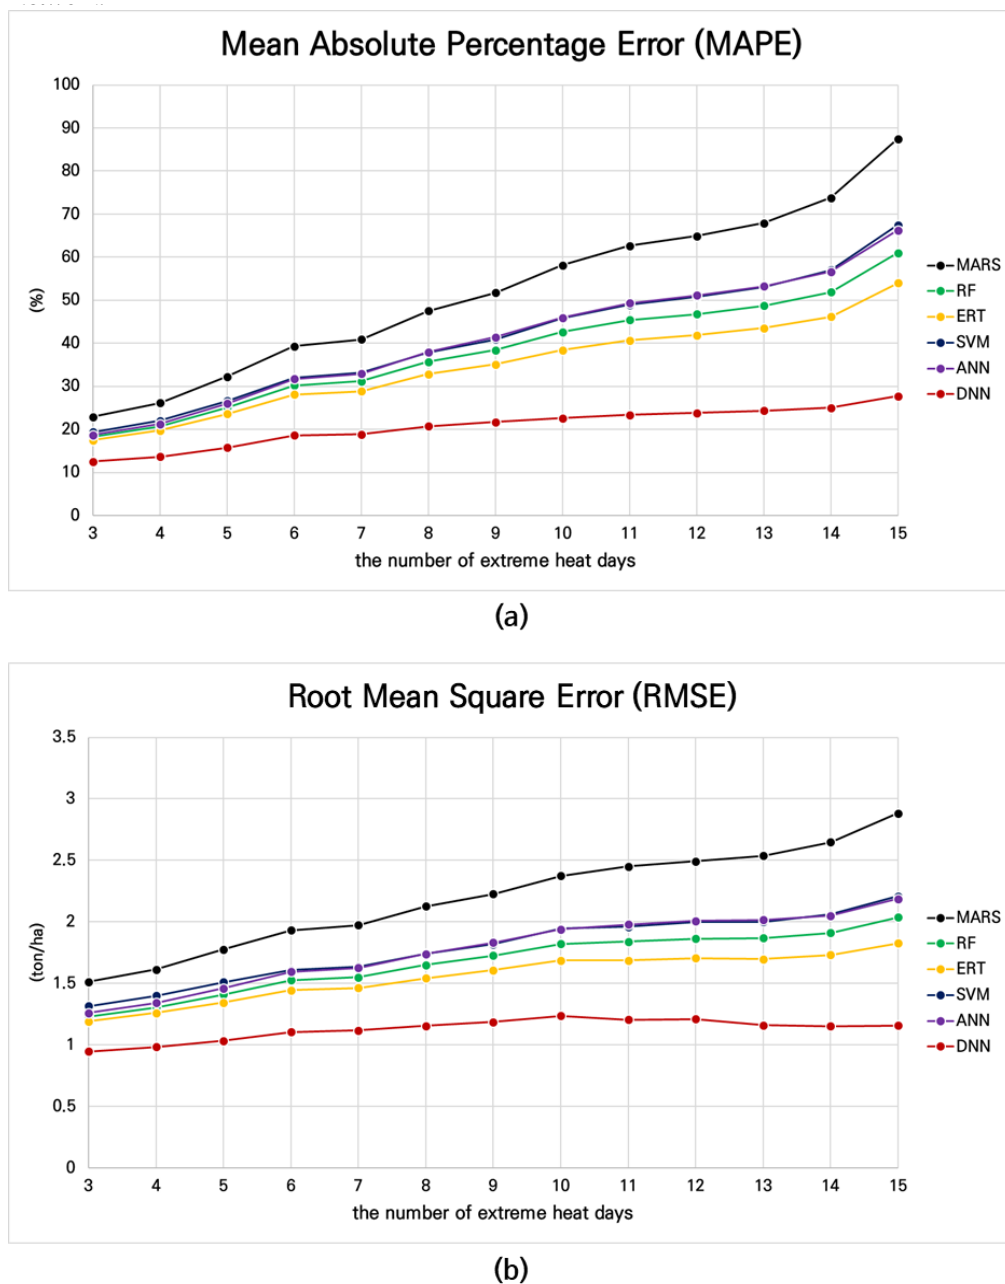 Mean Absolute Percentage Error (MAPE)
100
90
80
70
60
50
40
30
20
10
0
(%)
3 4 5 6 7 8 9 10 11 12 13 14 15
the number of extreme heat days
MARS
RF
ERT
SVM
ANN
DNN
(a)
Root Mean Square Error (RMSE)
3.5
3
2.5
2
1.5
1
0.5
0
(ton/ha)
3 4 5 6 7 8 9 10 11 12 13 14 15
the number of extreme heat days
MARS
RF
ERT
SVM
ANN
DNN
(b)